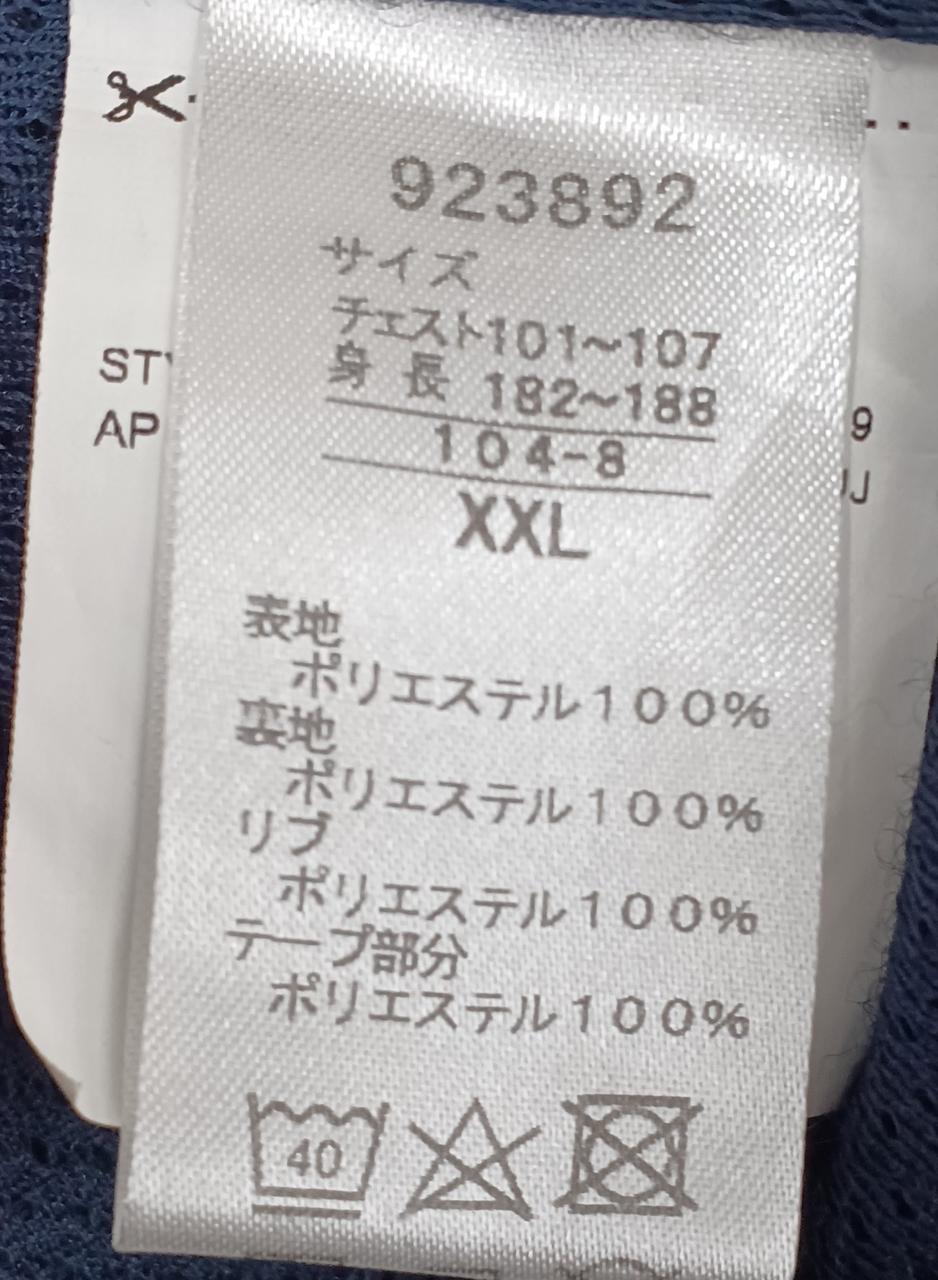 923892
サイズ
チェスト101~107
身 長 182~188
104-8
XXL
表地
ポリエステル100%
裏地
ポリエステル100%
リブ
ポリエステル100%
テープ部分
ポリエステル100%
40
ST
AP
9
J